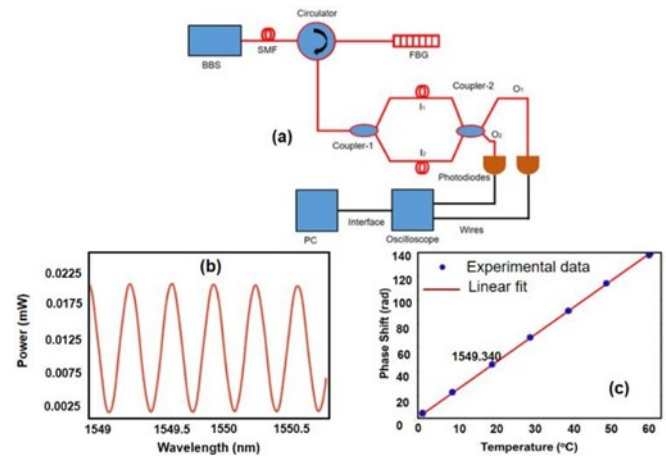 Circulator
BBS
SMF
FBG
I₁
Coupler-2
O₁
(a)
Coupler-1
I₂
O₂
Photodiodes
PC
Interface
Oscilloscope
Wires
(b)
0.0225
0.0175
0.0125
0.0075
0.0025
Power (mW)
1549
1549.5
1550
1550.5
Wavelength (nm)
140
120
100
80
60
40
20
0
Phase Shift (rad)
Experimental data
Linear fit
1549.340
(c)
0
10
20
30
40
50
60
Temperature (°C)